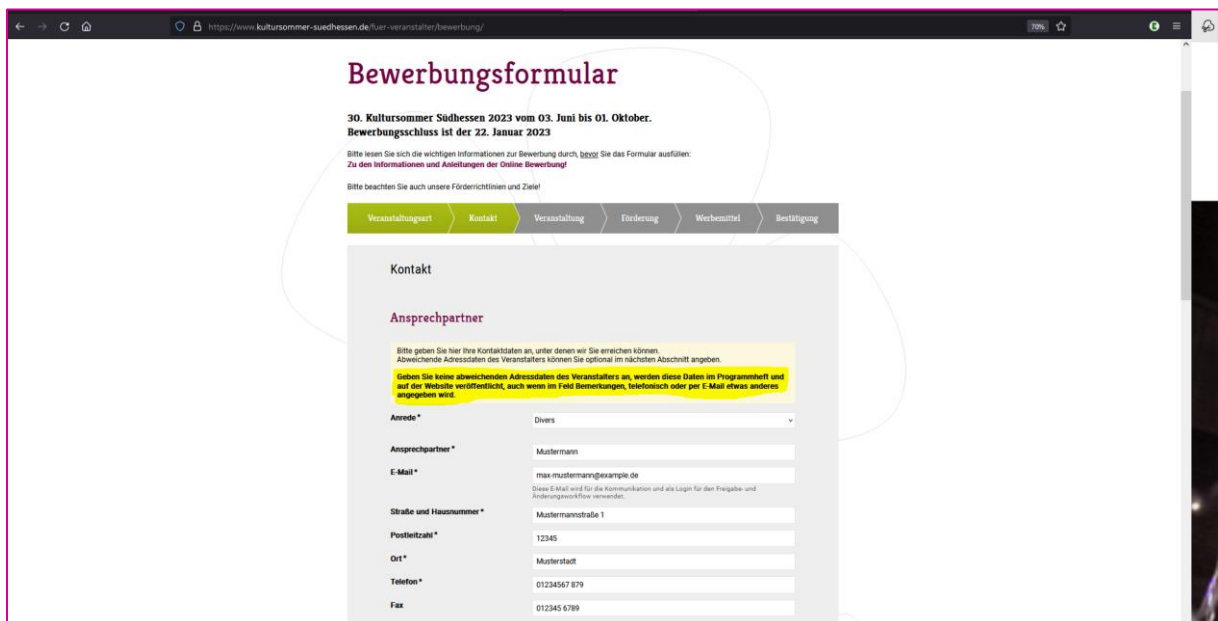 https://www.kultursommer-suedhessen.de/fuer-veranstalter/bewerbung/
70%
Bewerbungsformular
30. Kultursommer Südhessen 2023 vom 03. Juni bis 01. Oktober.
Bewerbungsschluss ist der 22. Januar 2023
Bitte lesen Sie sich die wichtigen Informationen zur Bewerbung durch, bevor Sie das Formular ausfüllen:
Zu den Informationen und Anleitungen der Online Bewerbung!
Bitte beachten Sie auch unsere Förderrichtlinien und Ziele!
Veranstaltungsart Kontakt Veranstaltung Förderung Werbemittel Bestätigung
Kontakt
Ansprechpartner
Bitte geben Sie hier Ihre Kontaktdaten an, unter denen wir Sie erreichen können.
Abweichende Adressdaten des Veranstalters können Sie optional im nächsten Abschnitt angeben.
Geben Sie keine abweichenden Adressdaten des Veranstalters an, werden diese Daten im Programmheft und
auf der Website veröffentlicht, auch wenn im Feld Bemerkungen, telefonisch oder per E-Mail etwas anderes
angegeben wird.
Anrede* Divers
Ansprechpartner* Mustermann
E-Mail* max-mustermann@example.de
Diese E-Mail wird für die Kommunikation und als Login für den Freigabe- und
Änderungsworkflow verwendet.
Straße und Hausnummer* Mustermannstraße 1
Postleitzahl* 12345
Ort* Musterstadt
Telefon* 01234567 879
Fax 012345 6789